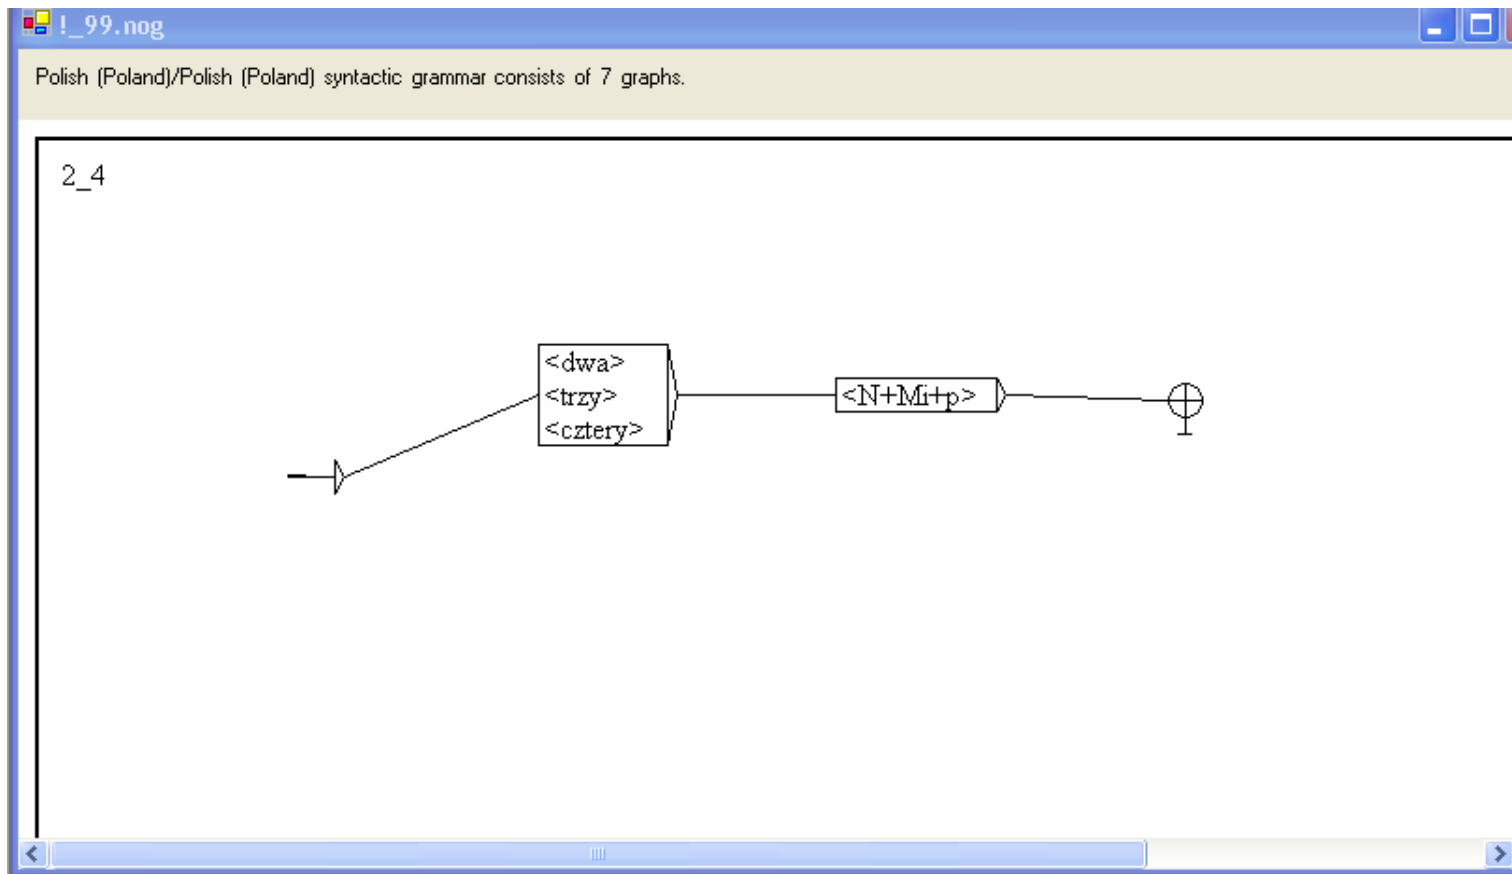 !_99.nog
Polish (Poland)/Polish (Poland) syntactic grammar consists of 7 graphs.
2_4
<dwa>
<trzy>
<cztery>
<N+Mi+p>